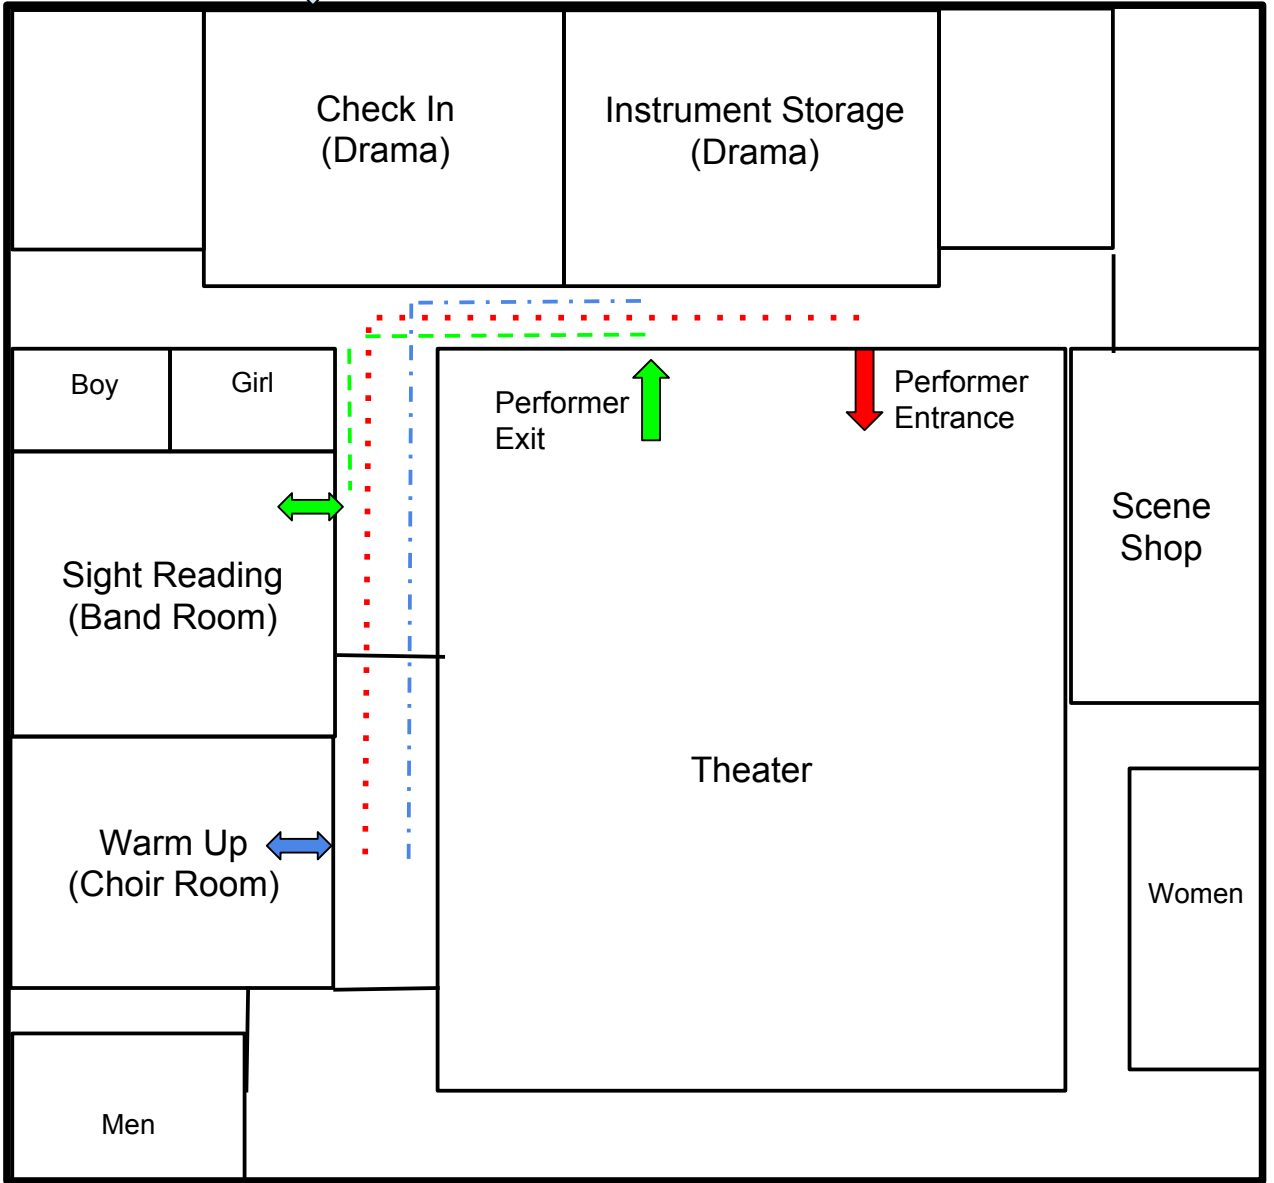 Check In
(Drama)
Instrument Storage
(Drama)
Boy
Girl
Performer
Exit
Performer
Entrance
Scene
Shop
Sight Reading
(Band Room)
Theater
Warm Up
(Choir Room)
Women
Men